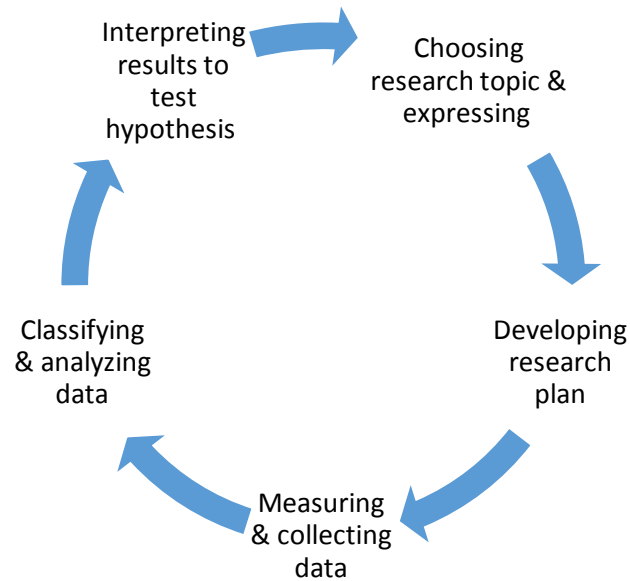 Interpreting
results to
test
hypothesis
Choosing
research topic &
expressing
Developing
research
plan
Measuring
& collecting
data
Classifying
& analyzing
data